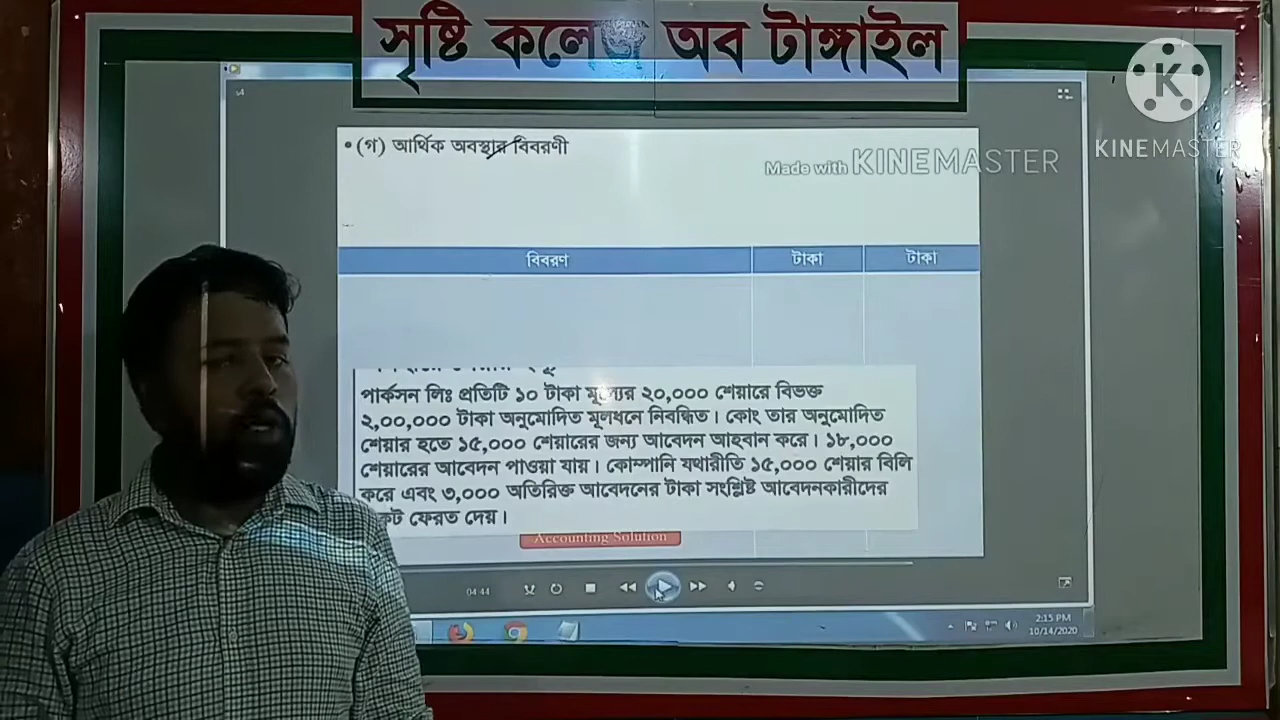 সৃষ্টি কলেজ অব টাঙ্গাইল
K
KINEMASTER
Made with KINEMASTER
• (গ) আর্থিক অবস্থার বিবরণী
বিবরণ টাকা টাকা
পার্কসন লিঃ প্রতিটি ১০ টাকা মূল্যের ২০,০০০ শেয়ারে বিভক্ত
২,০০,০০০ টাকা অনুমোদিত মূলধনে নিবন্ধিত। কোং তার অনুমোদিত
শেয়ার হতে ১৫,০০০ শেয়ারের জন্য আবেদন আহবান করে। ১৮,০০০
শেয়ারের আবেদন পাওয়া যায়। কোম্পানি যথারীতি ১৫,০০০ শেয়ার বিলি
করে এবং ৩,০০০ অতিরিক্ত আবেদনের টাকা সংশ্লিষ্ট আবেদনকারীদের
ফেরত দেয়।
Accounting Solution
04:44
2:15 PM
10/14/2020